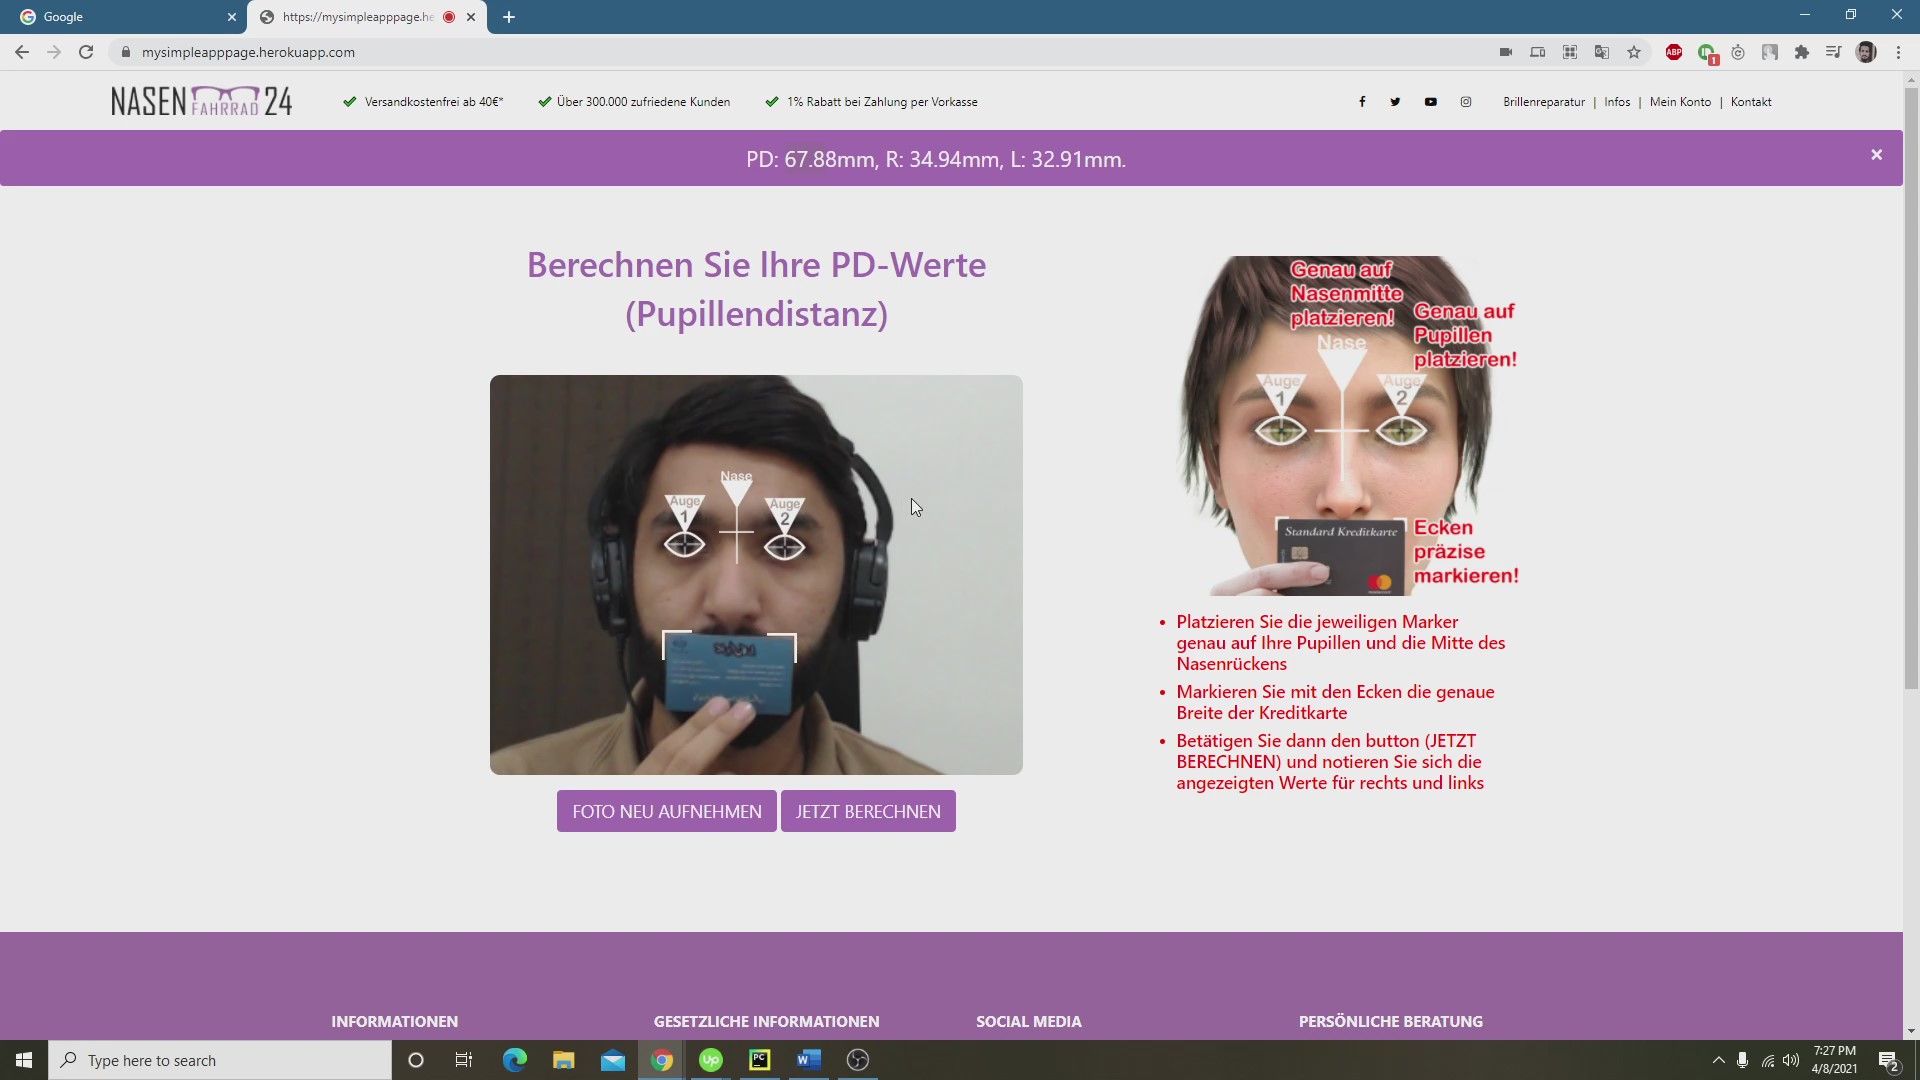 Google
https://mysimpleapppage.he
mysimpleapppage.herokuapp.com
ABP
1
NASEN FAHRRAD 24
Versandkostenfrei ab 40€*
Über 300.000 zufriedene Kunden
1% Rabatt bei Zahlung per Vorkasse
Brillenreparatur | Infos | Mein Konto | Kontakt
PD: 67.88mm, R: 34.94mm, L: 32.91mm.
×
Berechnen Sie Ihre PD-Werte
(Pupillendistanz)
Nase
Auge
1
Auge
2
FOTO NEU AUFNEHMEN
JETZT BERECHNEN
Genau auf
Nasenmitte
platzieren!
Genau auf
Pupillen
platzieren!
Nase
Auge
1
Auge
2
Standard Kreditkarte
Ecken
präzise
markieren!
• Platzieren Sie die jeweiligen Marker
genau auf Ihre Pupillen und die Mitte des
Nasenrückens
• Markieren Sie mit den Ecken die genaue
Breite der Kreditkarte
• Betätigen Sie dann den button (JETZT
BERECHNEN) und notieren Sie sich die
angezeigten Werte für rechts und links
INFORMATIONEN
GESETZLICHE INFORMATIONEN
SOCIAL MEDIA
PERSÖNLICHE BERATUNG
Type here to search
Up
PC
W
7:27 PM
4/8/2021
2